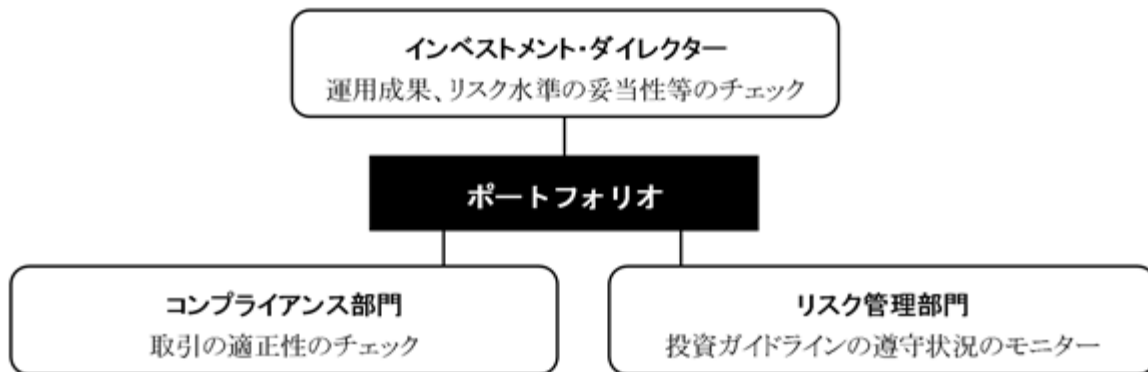 インベストメント・ダイレクター
運用成果、リスク水準の妥当性等のチェック
ポートフォリオ
コンプライアンス部門
取引の適正性のチェック
リスク管理部門
投資ガイドラインの遵守状況のモニター